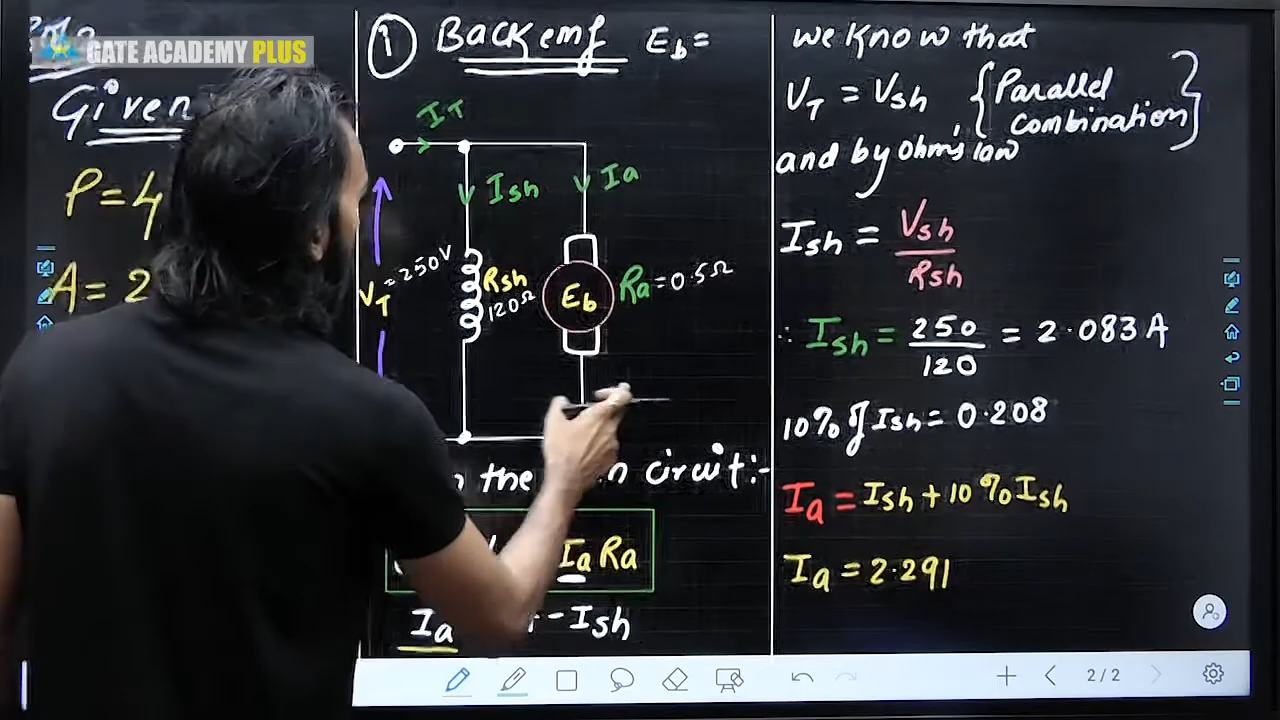 GATE ACADEMY PLUS
Given
P = 4
A = 2
① Back emf Eb =
IT
Ish
Ia
VT = 250V
Rsh
120Ω
Eb
Ra = 0.5Ω
the circuit :-
Ia Ra
Ia - Ish
we know that
VT = Vsh {Parallel combination}
and by ohm's law
Ish = Vsh / Rsh
∴ Ish = 250 / 120 = 2.083 A
10% of Ish = 0.208
Ia = Ish + 10% Ish
Ia = 2.291
2/2